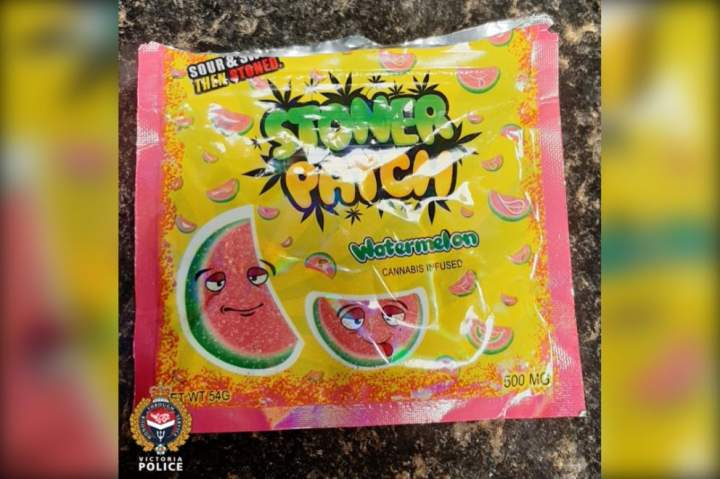 SOUR & SWEET
THEN STONED.
STONER
PATCH
Watermelon
CANNABIS INFUSED
NET WT 54G
500 MG
VICTORIA
POLICE